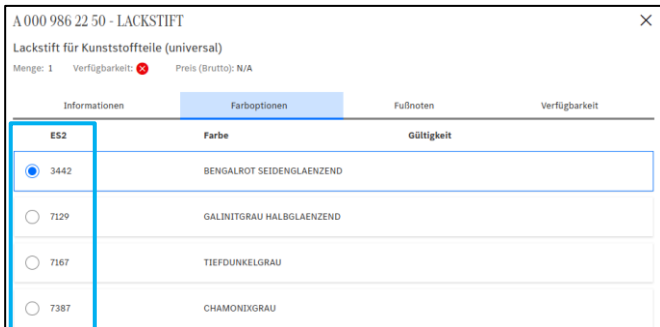 A 000 986 22 50 - LACKSTIFT
Lackstift für Kunststoffteile (universal)
Menge: 1 Verfügbarkeit: Preis (Brutto): N/A
Informationen Farboptionen Fußnoten Verfügbarkeit
ES2 Farbe Gültigkeit
3442 BENGALROT SEIDENGLAENZEND
7129 GALINITGRAU HALBGLAENZEND
7167 TIEFDUNKELGRAU
7387 CHAMONIXGRAU